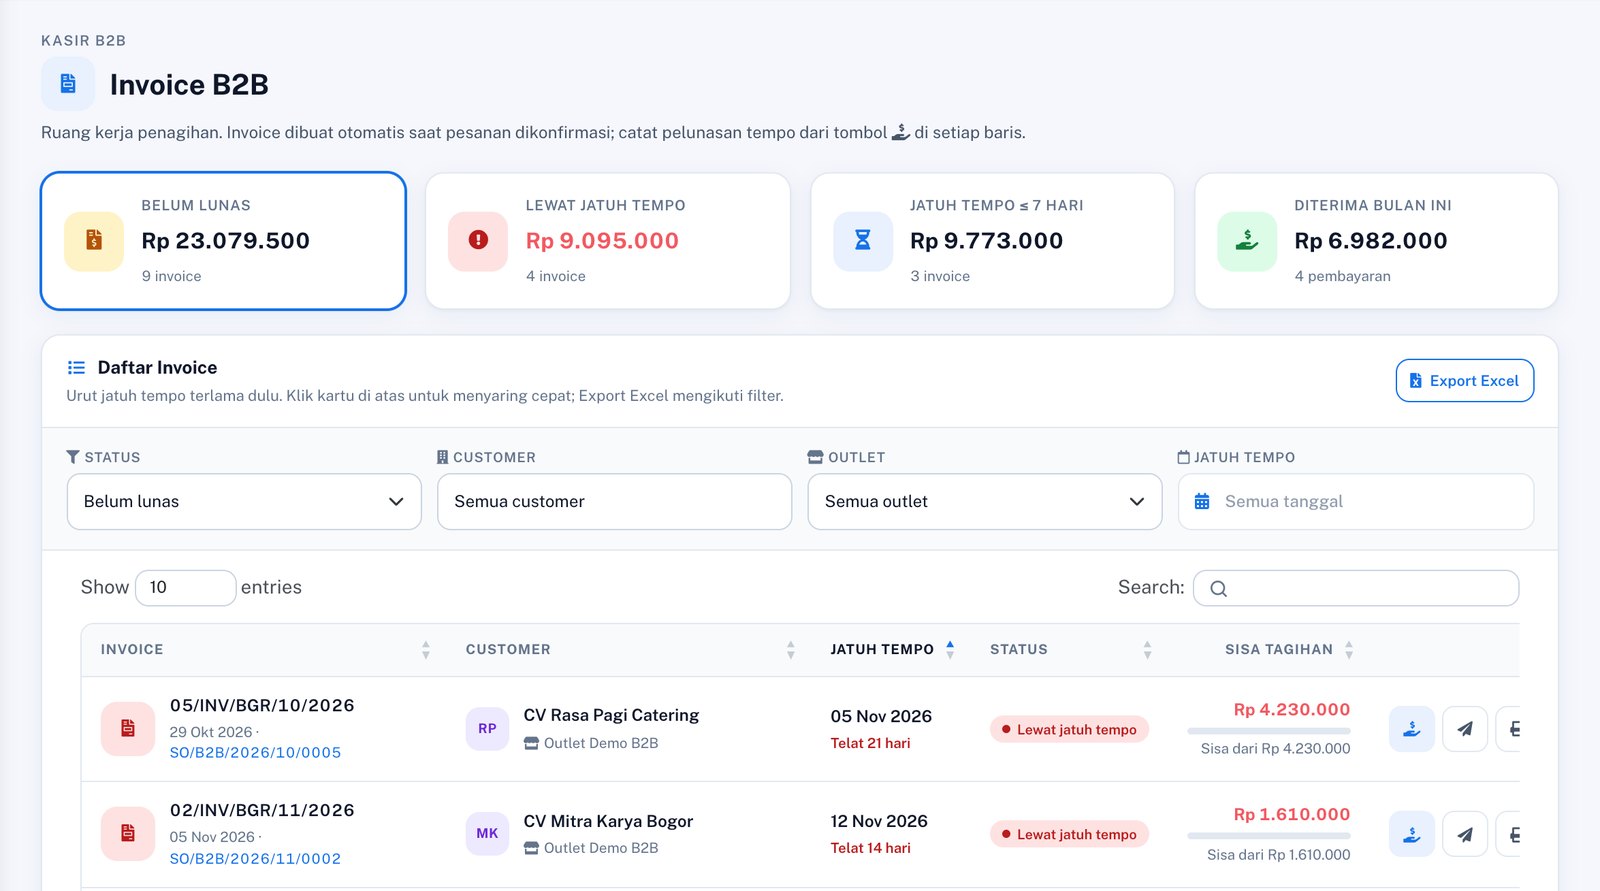 KASIR B2B
Invoice B2B
Ruang kerja penagihan. Invoice dibuat otomatis saat pesanan dikonfirmasi; catat pelunasan tempo dari tombol di setiap baris.
BELUM LUNAS
Rp 23.079.500
9 invoice
LEWAT JATUH TEMPO
Rp 9.095.000
4 invoice
JATUH TEMPO ≤ 7 HARI
Rp 9.773.000
3 invoice
DITERIMA BULAN INI
Rp 6.982.000
4 pembayaran
Daftar Invoice
Urut jatuh tempo terlama dulu. Klik kartu di atas untuk menyaring cepat; Export Excel mengikuti filter.
Export Excel
STATUS
Belum lunas
CUSTOMER
Semua customer
OUTLET
Semua outlet
JATUH TEMPO
Semua tanggal
Show 10 entries
Search:
INVOICE CUSTOMER JATUH TEMPO STATUS SISA TAGIHAN
05/INV/BGR/10/2026
29 Okt 2026 ·
SO/B2B/2026/10/0005
RP
CV Rasa Pagi Catering
Outlet Demo B2B
05 Nov 2026
Telat 21 hari
Lewat jatuh tempo
Rp 4.230.000
Sisa dari Rp 4.230.000
02/INV/BGR/11/2026
05 Nov 2026 ·
SO/B2B/2026/11/0002
MK
CV Mitra Karya Bogor
Outlet Demo B2B
12 Nov 2026
Telat 14 hari
Lewat jatuh tempo
Rp 1.610.000
Sisa dari Rp 1.610.000